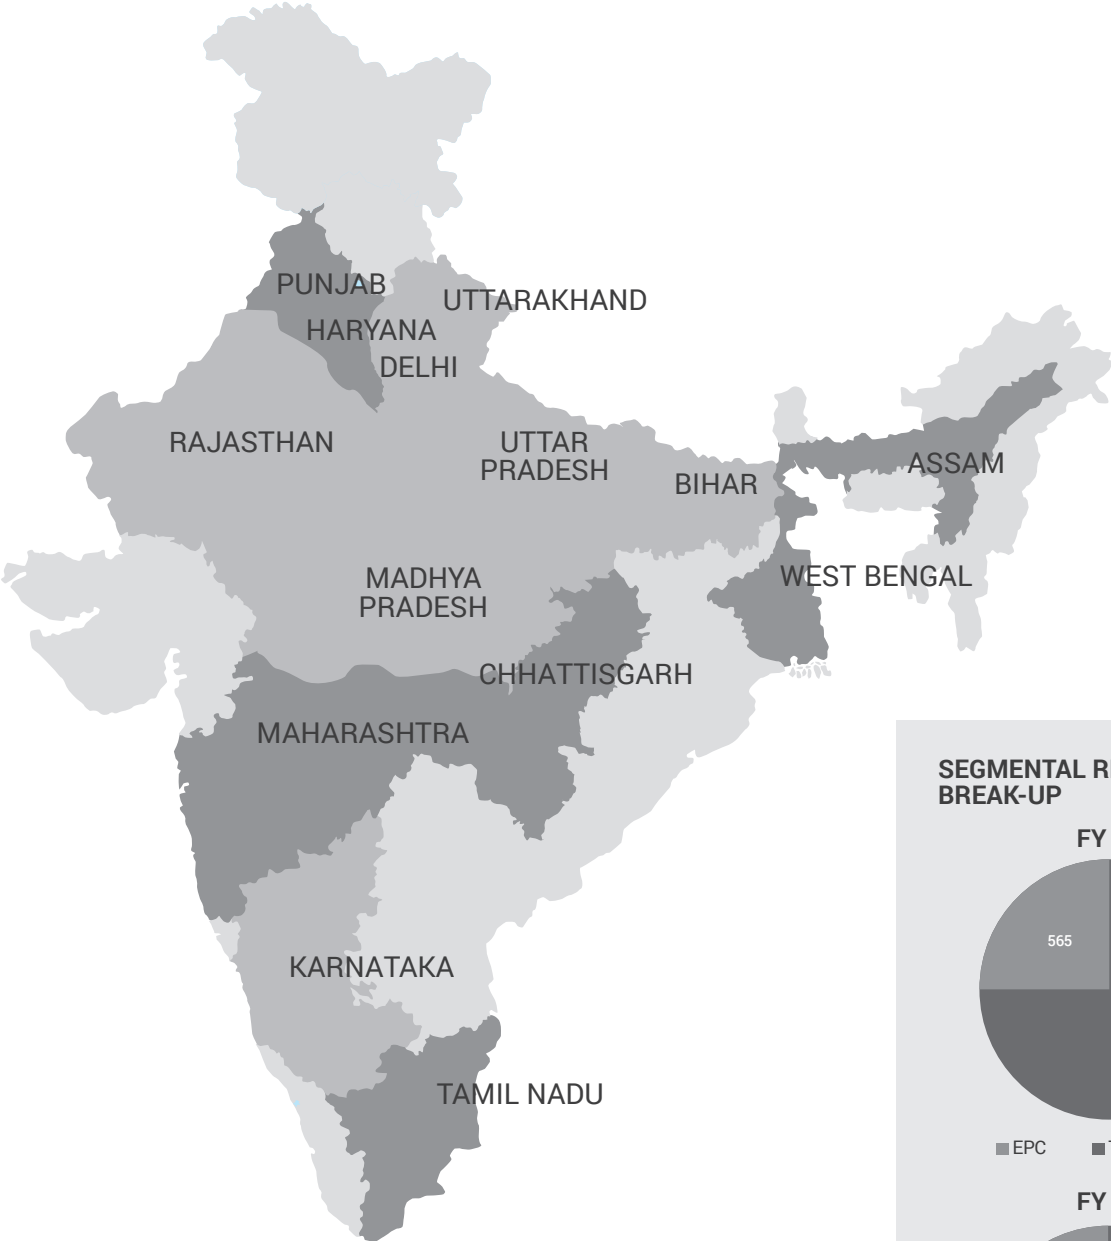 PUNJAB
UTTARAKHAND
HARYANA
DELHI
RAJASTHAN
UTTAR
PRADESH
BIHAR
ASSAM
MADHYA
PRADESH
WEST BENGAL
CHHATTISGARH
MAHARASHTRA
KARNATAKA
TAMIL NADU
SEGMENTAL
BREAK-UP
FY
565
EPC
FY